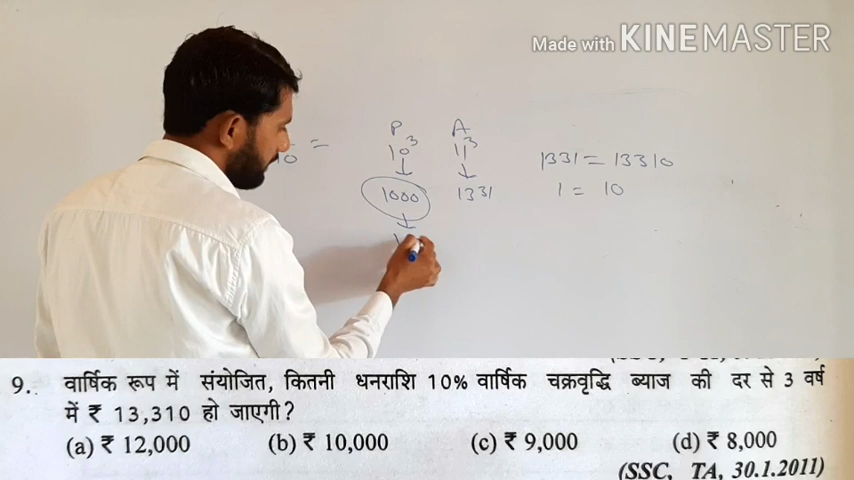 Made with KINEMASTER
10 =
P A
10³ 11³
1000 1331
1331 = 13310
1 = 10
9. वार्षिक रूप में संयोजित, कितनी धनराशि 10% वार्षिक चक्रवृद्धि ब्याज की दर से 3 वर्ष
में ₹ 13,310 हो जाएगी?
(a) ₹ 12,000 (b) ₹ 10,000 (c) ₹ 9,000 (d) ₹ 8,000
(SSC, TA, 30.1.2011)